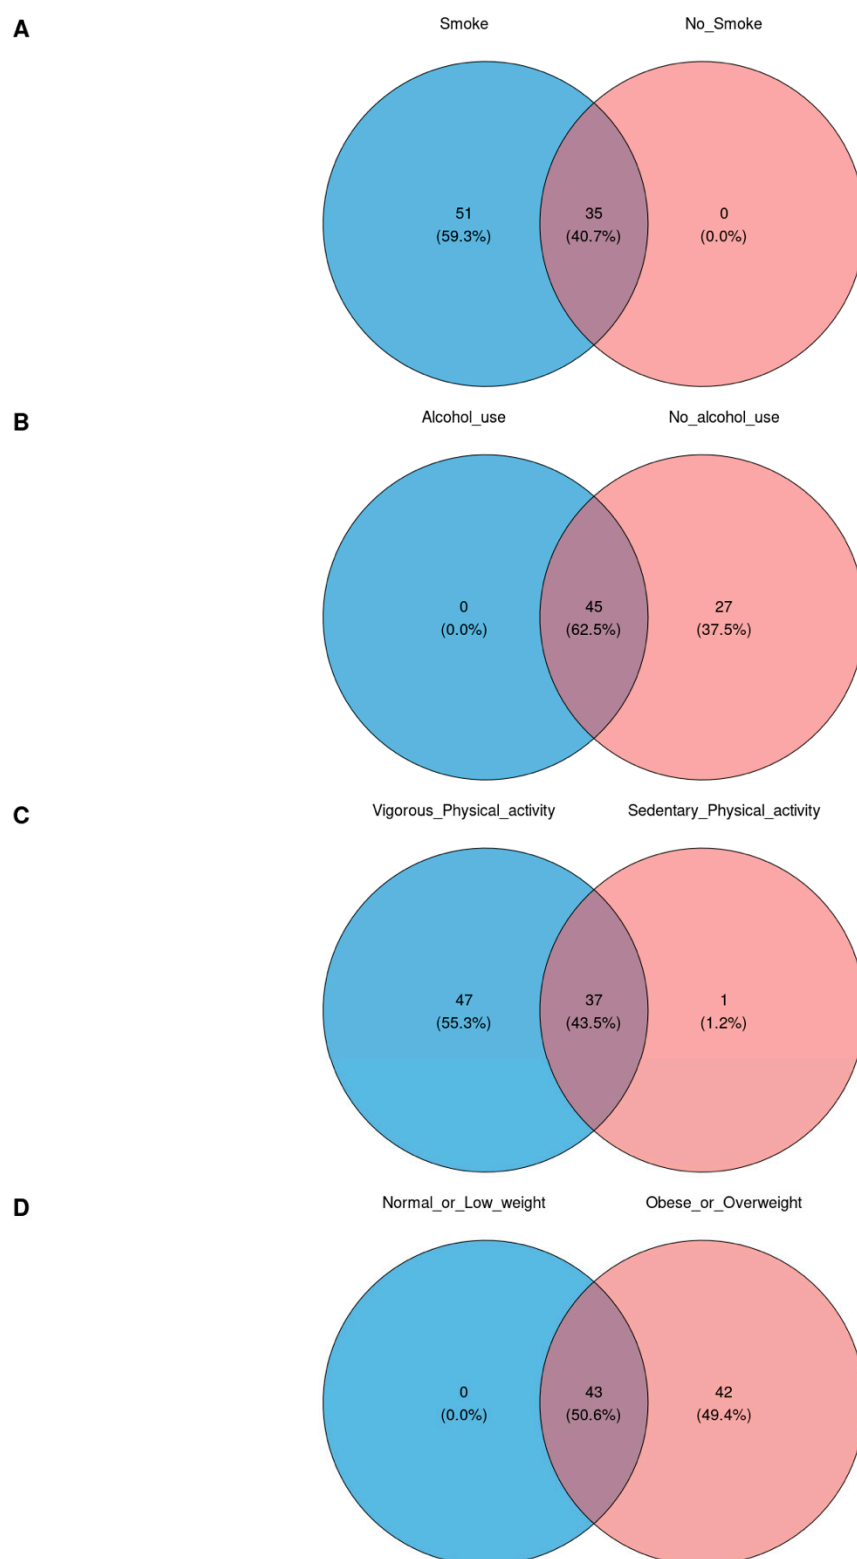 A
Smoke No_Smoke
51 35 0
(59.3%) (40.7%) (0.0%)
B
Alcohol_use No_alcohol_use
0 45 27
(0.0%) (62.5%) (37.5%)
C
Vigorous_Physical_activity Sedentary_Physical_activity
47 37 1
(55.3%) (43.5%) (1.2%)
D
Normal_or_Low_weight Obese_or_Overweight
0 43 42
(0.0%) (50.6%) (49.4%)